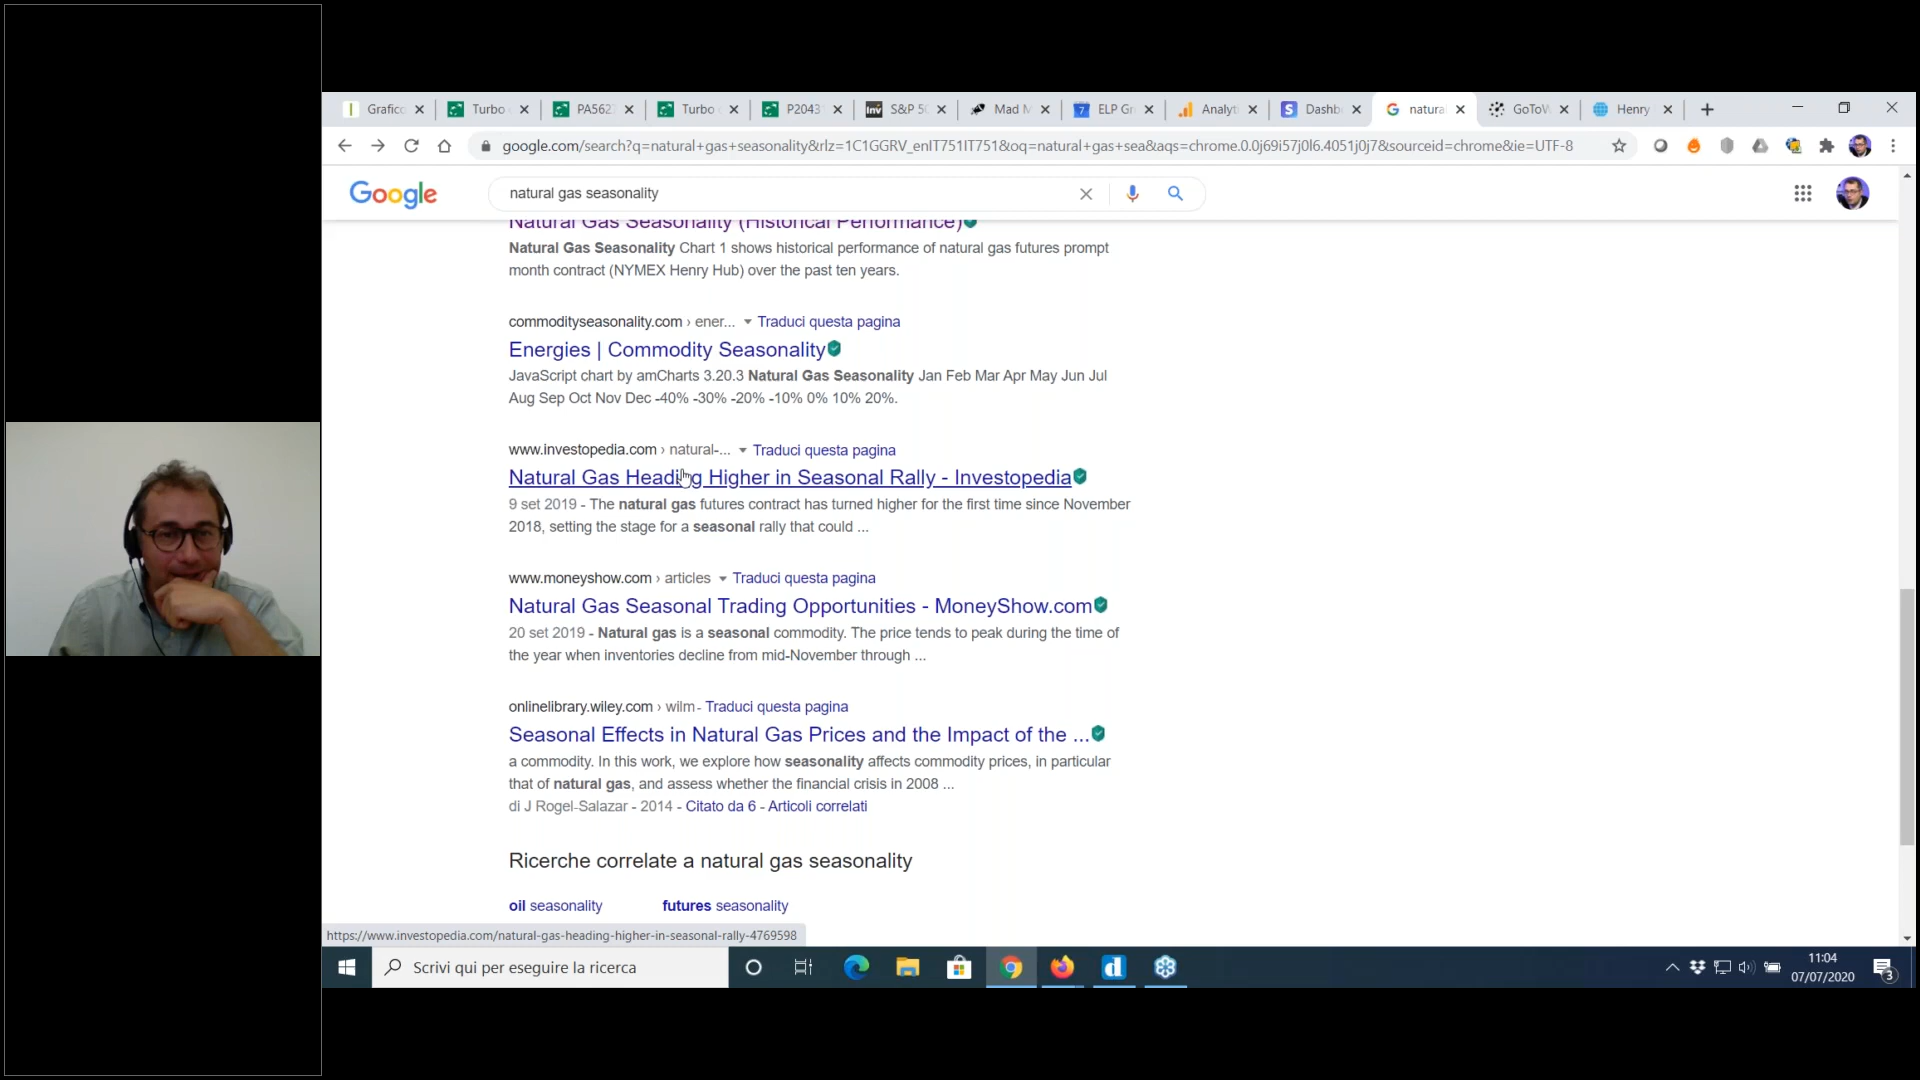 Grafico
Turbo
PA562
Turbo
P2043
S&P 50
Mad M
ELP Gr
Analyti
Dashb
natura
GoToW
Henry
google.com/search?q=natural+gas+seasonality&rlz=1C1GGRV_enIT751IT751&oq=natural+gas+sea&aqs=chrome.0.0j69i57j0l6.4051j0j7&sourceid=chrome&ie=UTF-8
Google
natural gas seasonality
Natural Gas Seasonality (Historical Performance)
Natural Gas Seasonality Chart 1 shows historical performance of natural gas futures prompt
month contract (NYMEX Henry Hub) over the past ten years.
commodityseasonality.com › ener... Traduci questa pagina
Energies | Commodity Seasonality
JavaScript chart by amCharts 3.20.3 Natural Gas Seasonality Jan Feb Mar Apr May Jun Jul
Aug Sep Oct Nov Dec -40% -30% -20% -10% 0% 10% 20%.
www.investopedia.com › natural-... Traduci questa pagina
Natural Gas Heading Higher in Seasonal Rally - Investopedia
9 set 2019 - The natural gas futures contract has turned higher for the first time since November
2018, setting the stage for a seasonal rally that could ...
www.moneyshow.com › articles Traduci questa pagina
Natural Gas Seasonal Trading Opportunities - MoneyShow.com
20 set 2019 - Natural gas is a seasonal commodity. The price tends to peak during the time of
the year when inventories decline from mid-November through ...
onlinelibrary.wiley.com › wilm - Traduci questa pagina
Seasonal Effects in Natural Gas Prices and the Impact of the ...
a commodity. In this work, we explore how seasonality affects commodity prices, in particular
that of natural gas, and assess whether the financial crisis in 2008 ...
di J Rogel-Salazar - 2014 - Citato da 6 - Articoli correlati
Ricerche correlate a natural gas seasonality
oil seasonality
futures seasonality
https://www.investopedia.com/natural-gas-heading-higher-in-seasonal-rally-4769598
Scrivi qui per eseguire la ricerca
11:04
07/07/2020
3